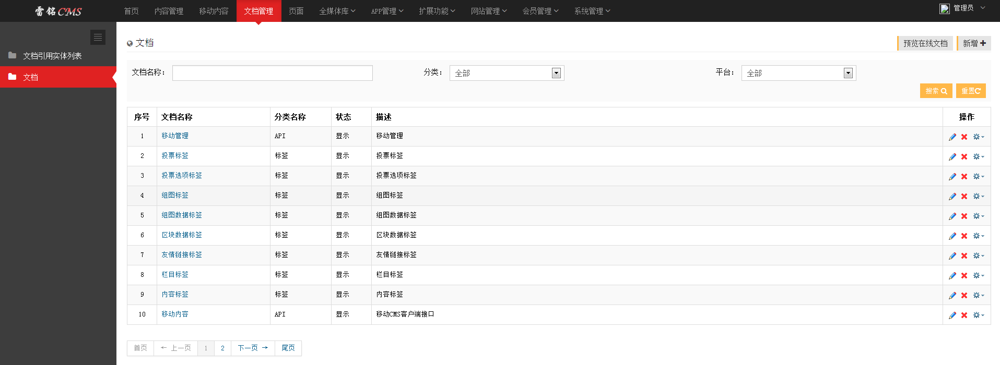 雷铭CMS 首页 内容管理 移动内容 文档管理 页面 全媒体库 APP管理 扩展功能 网站管理 会员管理 系统管理 管理员
文档引用实体列表
文档
文档 预览在线文档 新增
文档名称： 分类： 全部 平台： 全部
搜索 重置
序号 文档名称 分类名称 状态 描述 操作
1 移动管理 API 显示 移动管理
2 投票标签 标签 显示 投票标签
3 投票选项标签 标签 显示 投票选项标签
4 组图标签 标签 显示 组图标签
5 组图数据标签 标签 显示 组图数据标签
6 区块数据标签 标签 显示 区块数据标签
7 友情链接标签 标签 显示 友情链接标签
8 栏目标签 标签 显示 栏目标签
9 内容标签 标签 显示 内容标签
10 移动内容 API 显示 移动CMS客户端接口
首页 ← 上一页 1 2 下一页 → 尾页